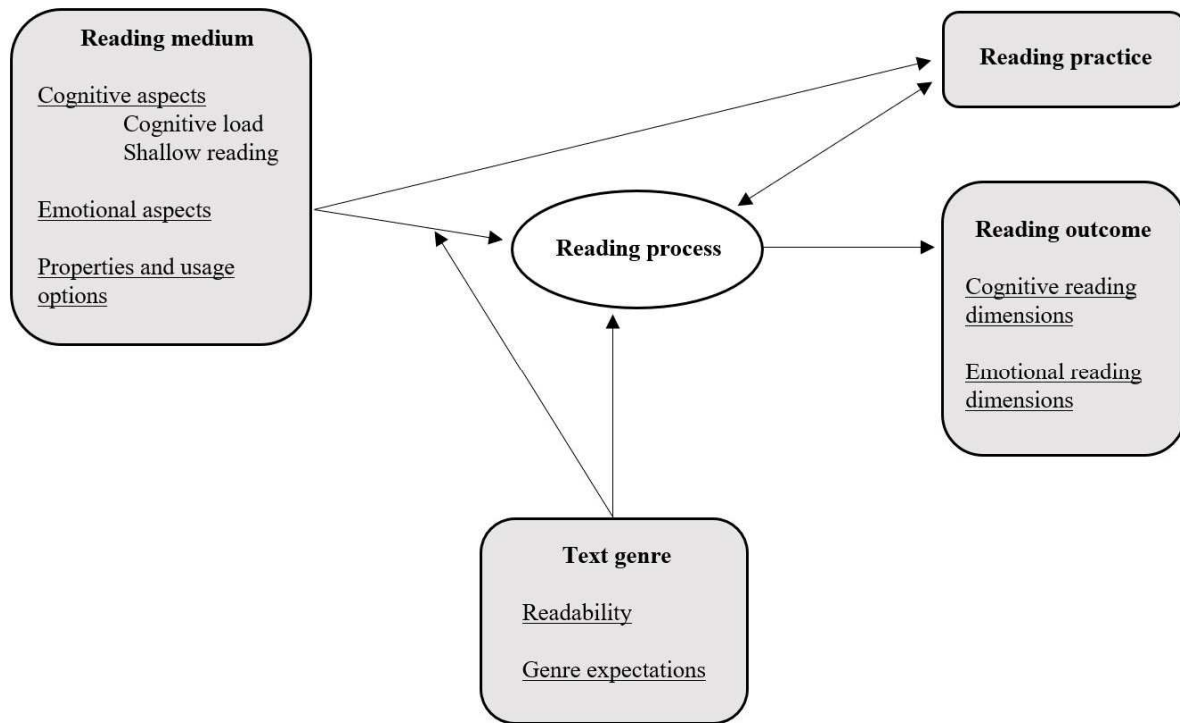 Reading medium
Cognitive aspects
Cognitive load
Shallow reading
Emotional aspects
Properties and usage
options
Reading practice
Reading process
Reading outcome
Cognitive reading
dimensions
Emotional reading
dimensions
Text genre
Readability
Genre expectations